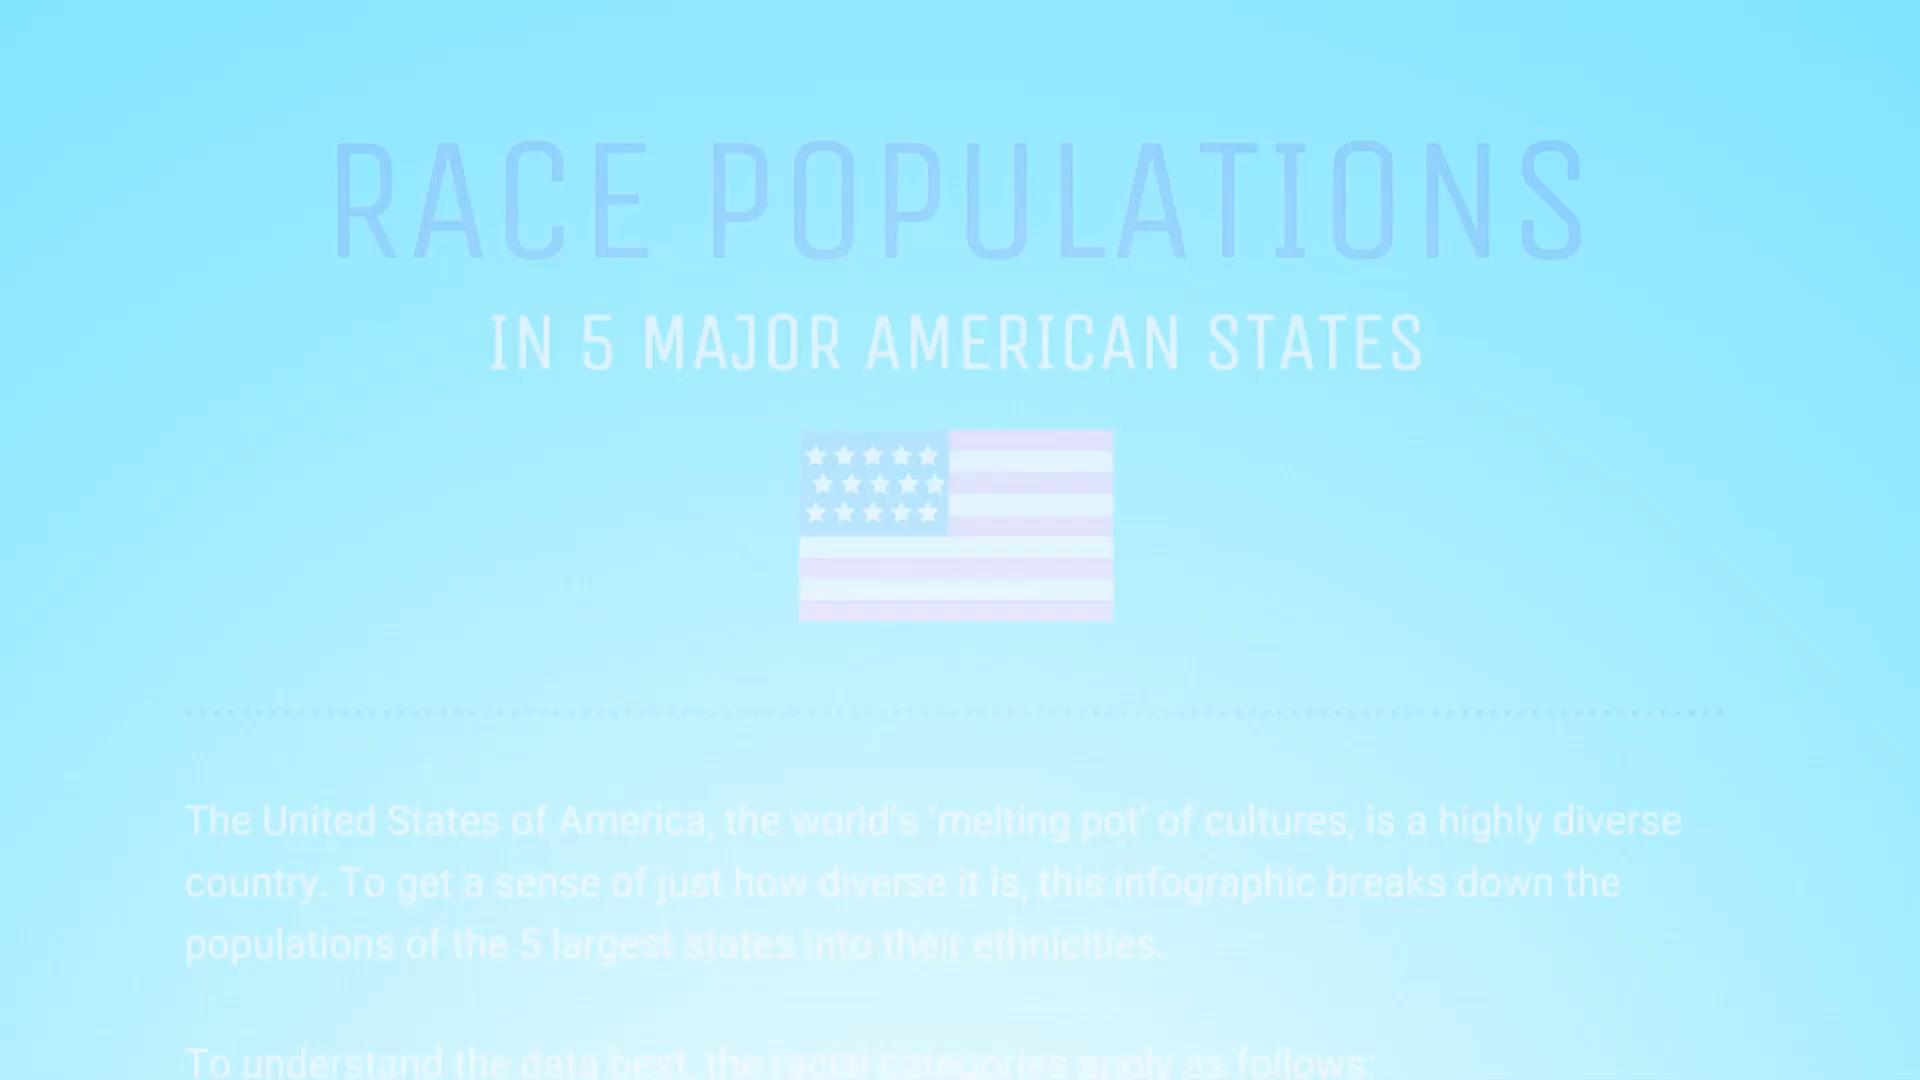 RACE POPULATIONS
IN 5 MAJOR AMERICAN STATES
The United States of America, the world's 'melting pot' of cultures, is a highly diverse
country. To get a sense of just how diverse it is, this infographic breaks down the
populations of the 5 largest states into their ethnicities.
To understand the data best, the racial categories apply as follows: